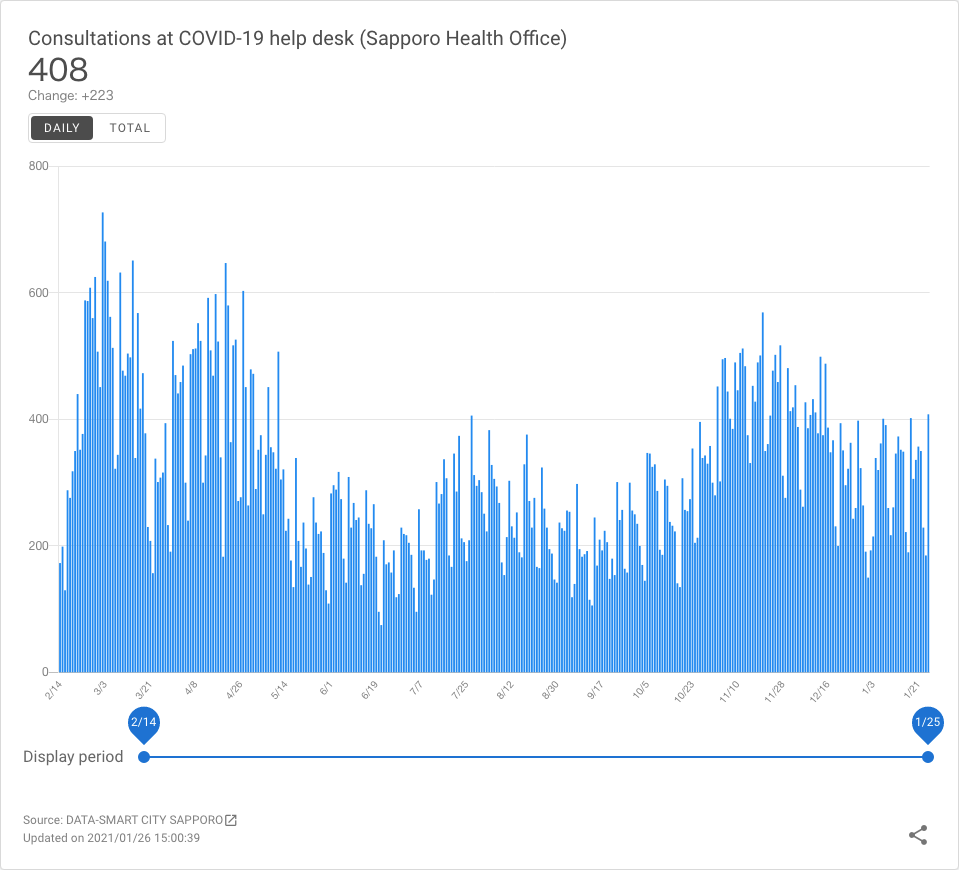 Consultations at COVID-19 help desk (Sapporo Health Office)
408
Change: +223
DAILY TOTAL
800
600
400
200
0
2/14 3/3 3/21 4/8 4/26 5/14 6/1 6/19 7/7 7/25 8/12 8/30 9/17 10/5 10/23 11/10 11/28 12/16 1/3 1/21
2/14 1/25
Display period
Source: DATA-SMART CITY SAPPORO
Updated on 2021/01/26 15:00:39